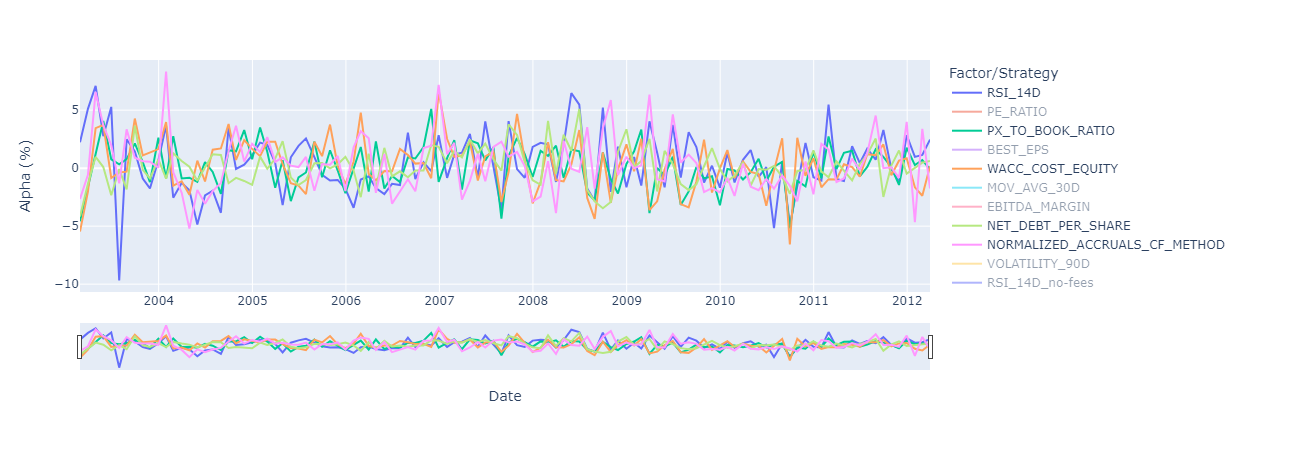 Factor/Strategy
RSI_14D
PE_RATIO
PX_TO_BOOK_RATIO
BEST_EPS
WACC_COST_EQUITY
MOV_AVG_30D
EBITDA_MARGIN
NET_DEBT_PER_SHARE
NORMALIZED_ACCRUALS_CF_METHOD
VOLATILITY_90D
RSI_14D_no-fees
Alpha (%)
5
0
−5
−10
2004 2005 2006 2007 2008 2009 2010 2011 2012
Date